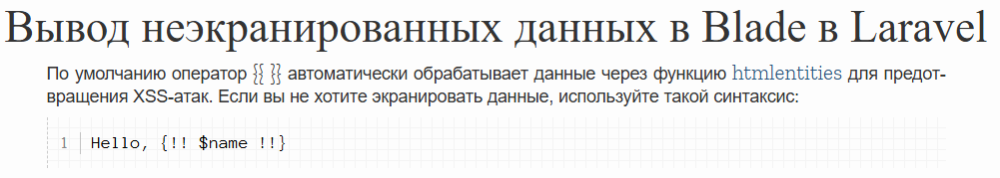 Вывод неэкранированных данных в Blade в Laravel
По умолчанию оператор {{ }} автоматически обрабатывает данные через функцию htmlentities для предот-
вращения XSS-атак. Если вы не хотите экранировать данные, используйте такой синтаксис:
1 Hello, {!! $name !!}